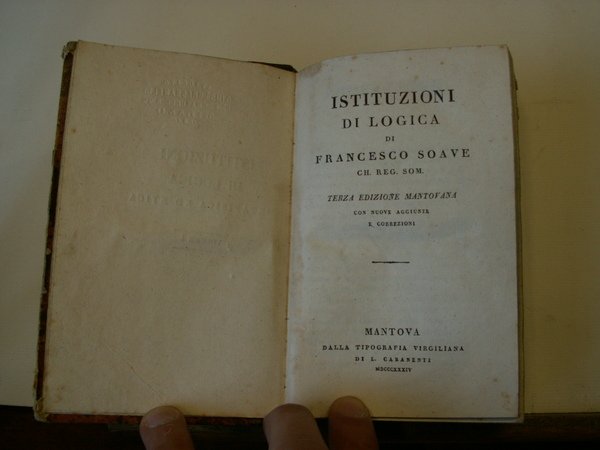 ISTITUZIONI
DI LOGICA
DI
FRANCESCO SOAVE
CH. REG. SOM.
TERZA EDIZIONE MANTOVANA
CON NUOVE AGGIUNTE
E CORREZIONI
MANTOVA
DALLA TIPOGRAFIA VIRGILIANA
DI L. CARANENTI
MDCCCXXXIV